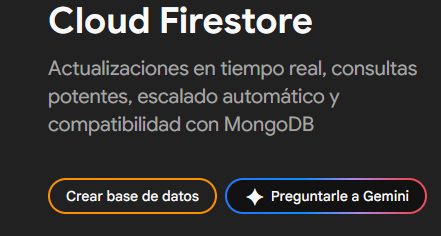 Cloud Firestore
Actualizaciones en tiempo real, consultas
potentes, escalado automático y
compatibilidad con MongoDB
Crear base de datos
Preguntarle a Gemini